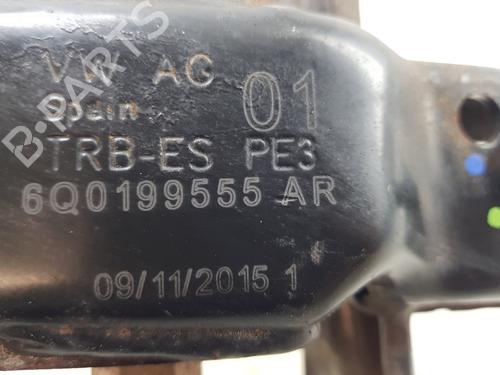 VW AG
Spain 01
TRB-ES PE3
6Q0199555 AR
09/11/2015 1
B-PARTS